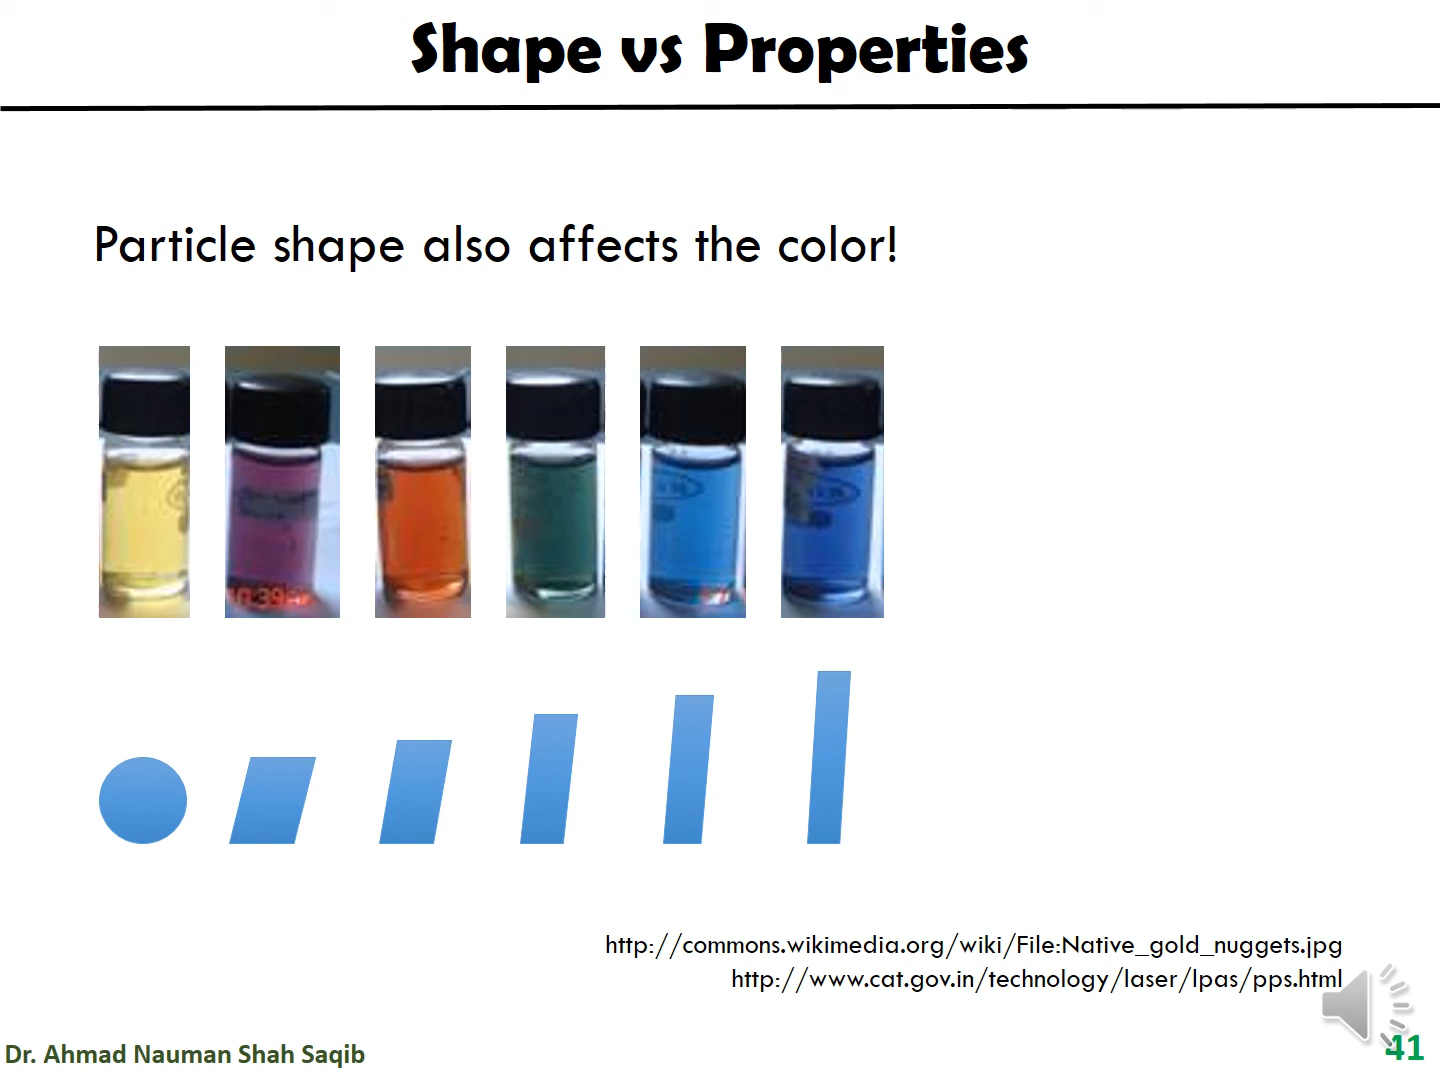 Shape vs Properties
Particle shape also affects the color!
http://commons.wikimedia.org/wiki/File:Native_gold_nuggets.jpg
http://www.cat.gov.in/technology/laser/lpas/pps.html
Dr. Ahmad Nauman Shah Saqib
41